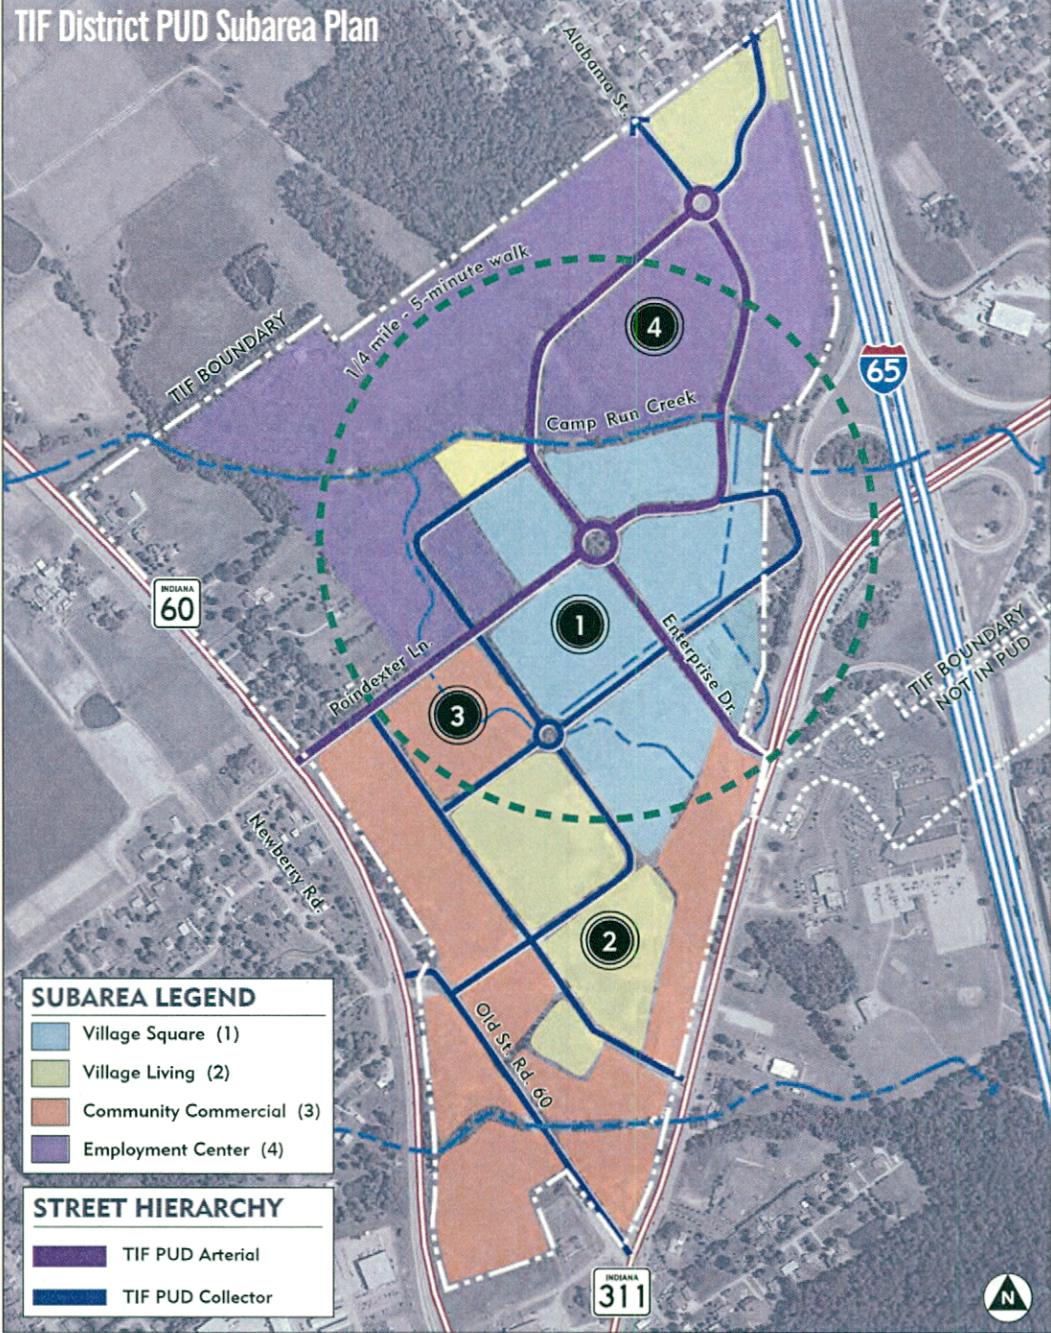 TIF District PUD Subarea Plan
Alabama St.
1/4 mile - 5-minute walk
TIF BOUNDARY
4
65
Camp Run Creek
INDIANA
60
1
Enterprise Dr.
TIF BOUNDARY
NOT IN PUD
Poindexter Ln.
3
Newberry Rd.
2
Old St. Rd. 60
SUBAREA LEGEND
Village Square (1)
Village Living (2)
Community Commercial (3)
Employment Center (4)
STREET HIERARCHY
TIF PUD Arterial
TIF PUD Collector
INDIANA
311
N